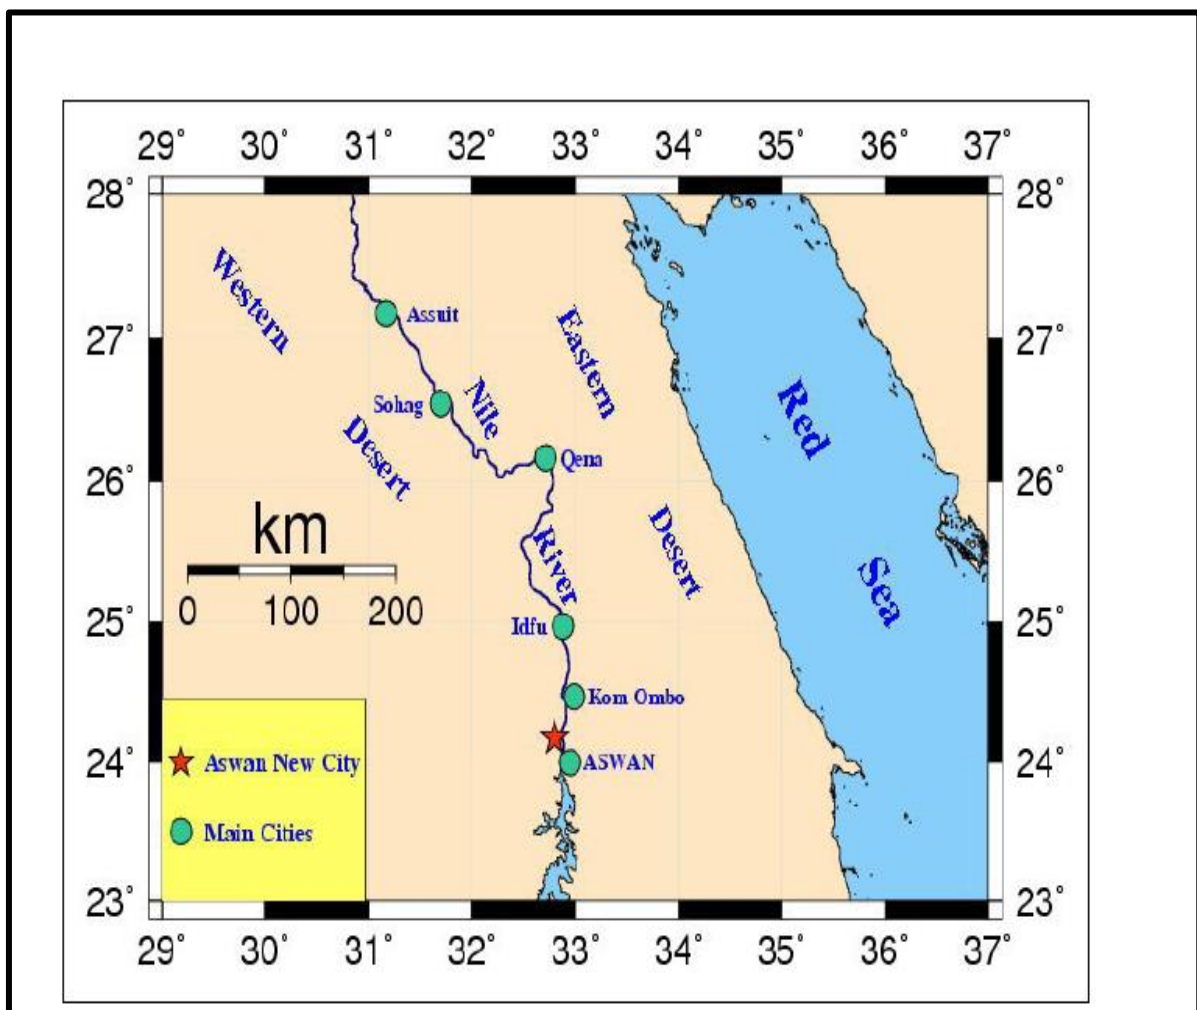 29° 30° 31° 32° 33° 34° 35° 36° 37°
28° 28°
Western
Eastern
Assuit
27° 27°
Nile
Red
Sohag
Desert
Qena
26° 26°
km
River
Desert
Sea
0 100 200
25° 25°
Idfu
Kom Ombo
Aswan New City
24° 24°
ASWAN
Main Cities
23° 23°
29° 30° 31° 32° 33° 34° 35° 36° 37°